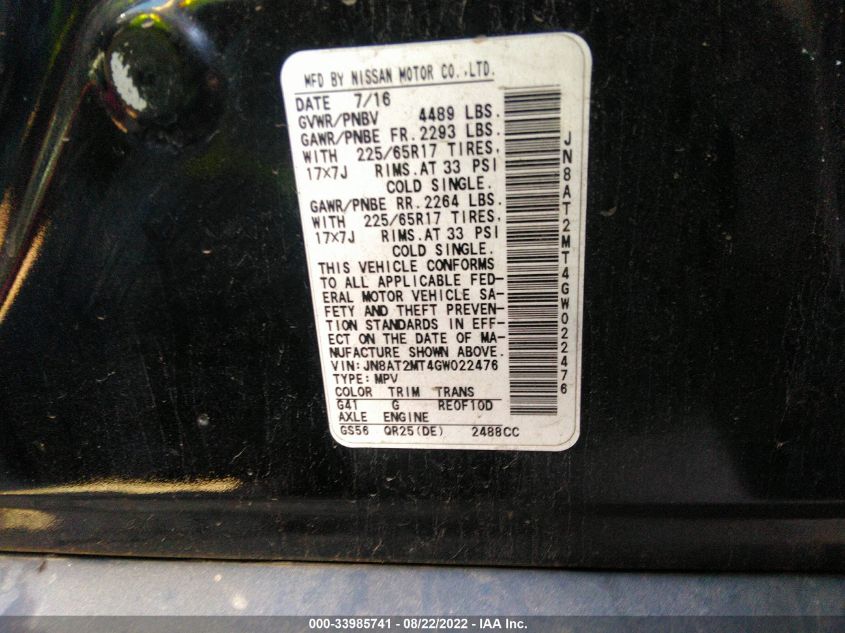 MFD BY NISSAN MOTOR CO.,LTD.
DATE 7/16
GVWR/PNBV 4489 LBS.
GAWR/PNBE FR. 2293 LBS.
WITH 225/65R17 TIRES,
17X7J RIMS.AT 33 PSI
COLD SINGLE.
GAWR/PNBE RR. 2264 LBS.
WITH 225/65R17 TIRES,
17X7J RIMS.AT 33 PSI
COLD SINGLE.
THIS VEHICLE CONFORMS
TO ALL APPLICABLE FED-
ERAL MOTOR VEHICLE SA-
FETY AND THEFT PREVEN-
TION STANDARDS IN EFF-
ECT ON THE DATE OF MA-
NUFACTURE SHOWN ABOVE.
VIN:JN8AT2MT4GW022476
TYPE:MPV
COLOR TRIM TRANS
G41 G RE0F10D
AXLE ENGINE
GS56 QR25(DE) 2488CC
JN8AT2MT4GW022476
000-33985741 - 08/22/2022 - IAA Inc.